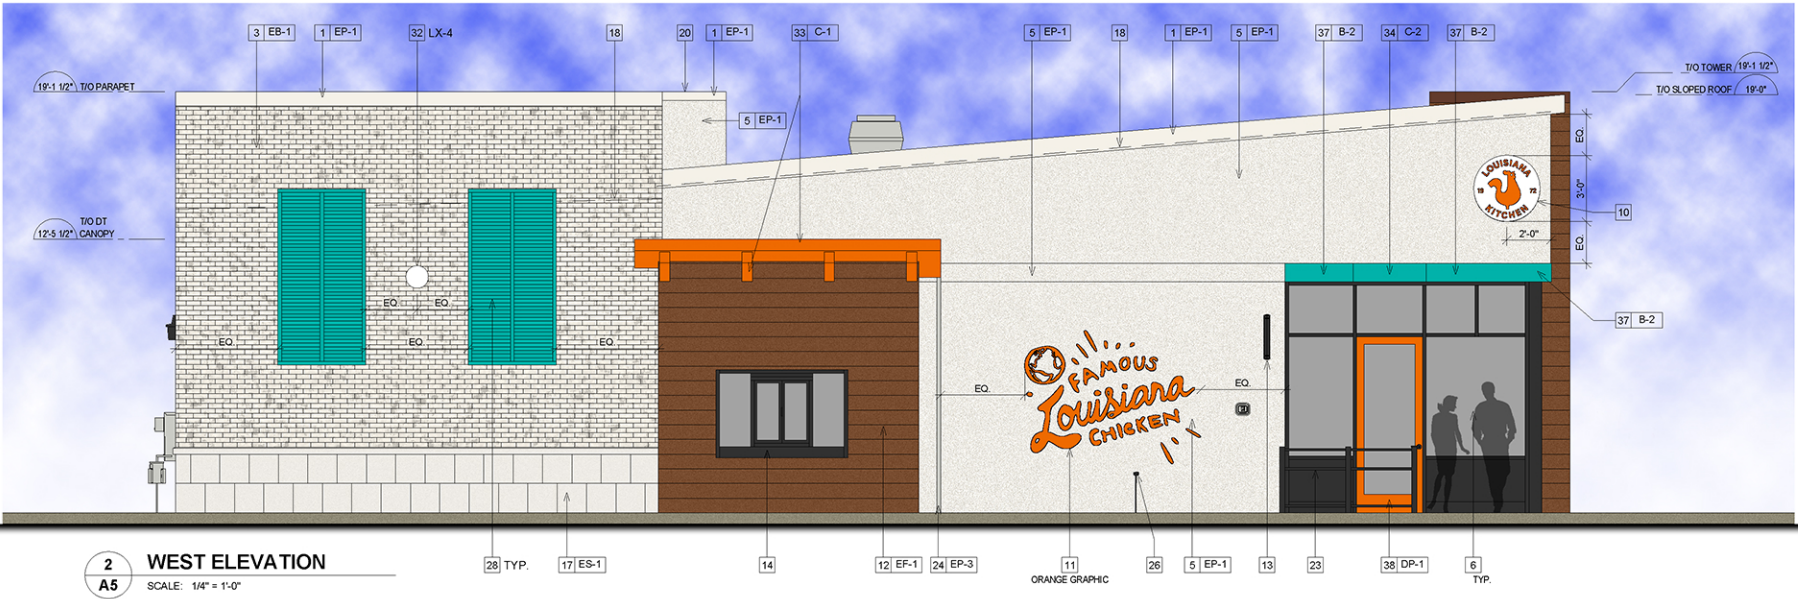 3 EB-1
1 EP-1
32 LX-4
18
20
1 EP-1
33 C-1
5 EP-1
18
1 EP-1
5 EP-1
37 B-2
34 C-2
37 B-2
19'-1 1/2" T/O PARAPET
T/O TOWER 19'-1 1/2"
T/O SLOPED ROOF 19'-0"
5 EP-1
EQ.
LOUISIANA
19 72
KITCHEN
3'-0"
10
2'-0"
EQ.
T/O DT
12'-5 1/2" CANOPY
EQ. EQ.
37 B-2
EQ. EQ. EQ.
FAMOUS
Louisiana
CHICKEN
EQ. EQ.
2
A5
WEST ELEVATION
SCALE: 1/4" = 1'-0"
28 TYP.
17 ES-1
14
12 EF-1
24 EP-3
11
ORANGE GRAPHIC
26
5 EP-1
13
23
38 DP-1
6
TYP.